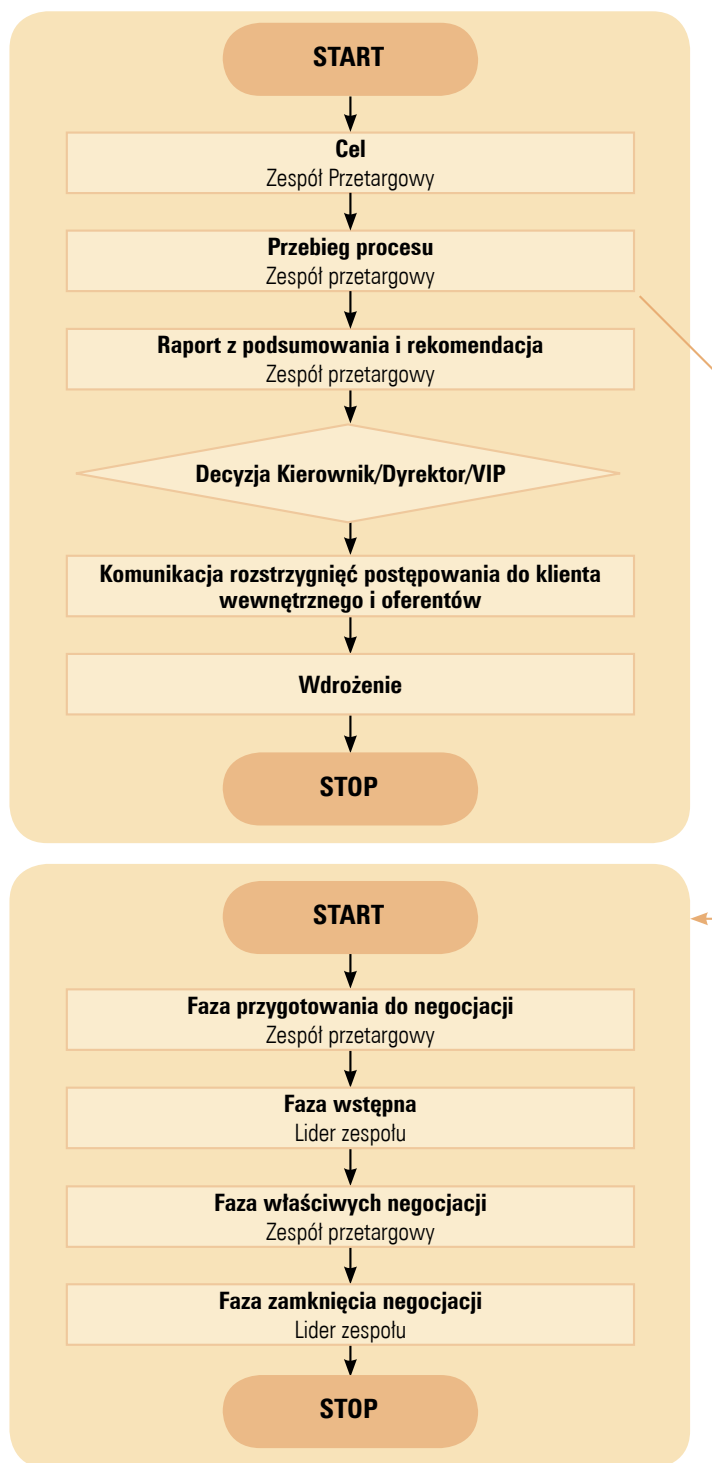 START
Cel
Zespół Przetargowy
Przebieg procesu
Zespół przetargowy
Raport z podsumowania i rekomendacja
Zespół przetargowy
Decyzja Kierownik/Dyrektor/VIP
Komunikacja rozstrzygnięć postępowania do klienta
wewnętrznego i oferentów
Wdrożenie
STOP
START
Faza przygotowania do negocjacji
Zespół przetargowy
Faza wstępna
Lider zespołu
Faza właściwych negocjacji
Zespół przetargowy
Faza zamknięcia negocjacji
Lider zespołu
STOP